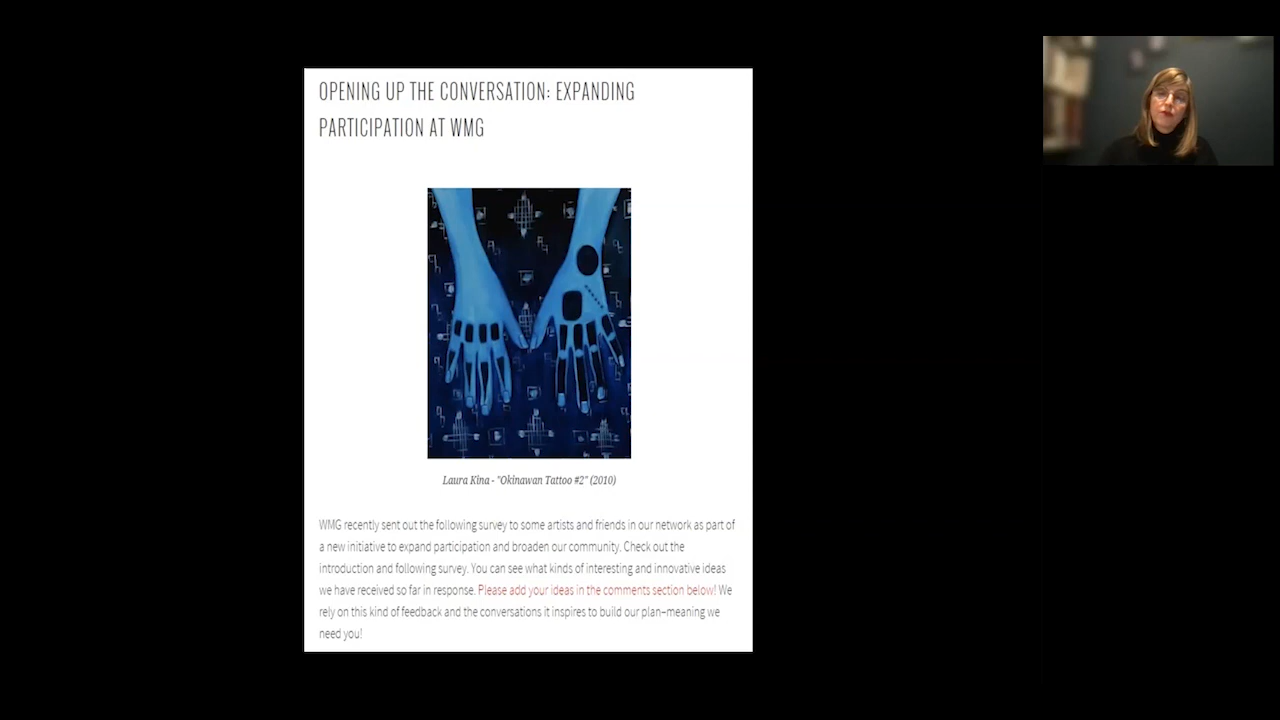 OPENING UP THE CONVERSATION: EXPANDING
PARTICIPATION AT WMG
Laura Kina - "Okinawan Tattoo #2" (2010)
WMG recently sent out the following survey to some artists and friends in our network as part of
a new initiative to expand participation and broaden our community. Check out the
introduction and following survey. You can see what kinds of interesting and innovative ideas
we have received so far in response. Please add your ideas in the comments section below! We
rely on this kind of feedback and the conversations it inspires to build our plan–meaning we
need you!